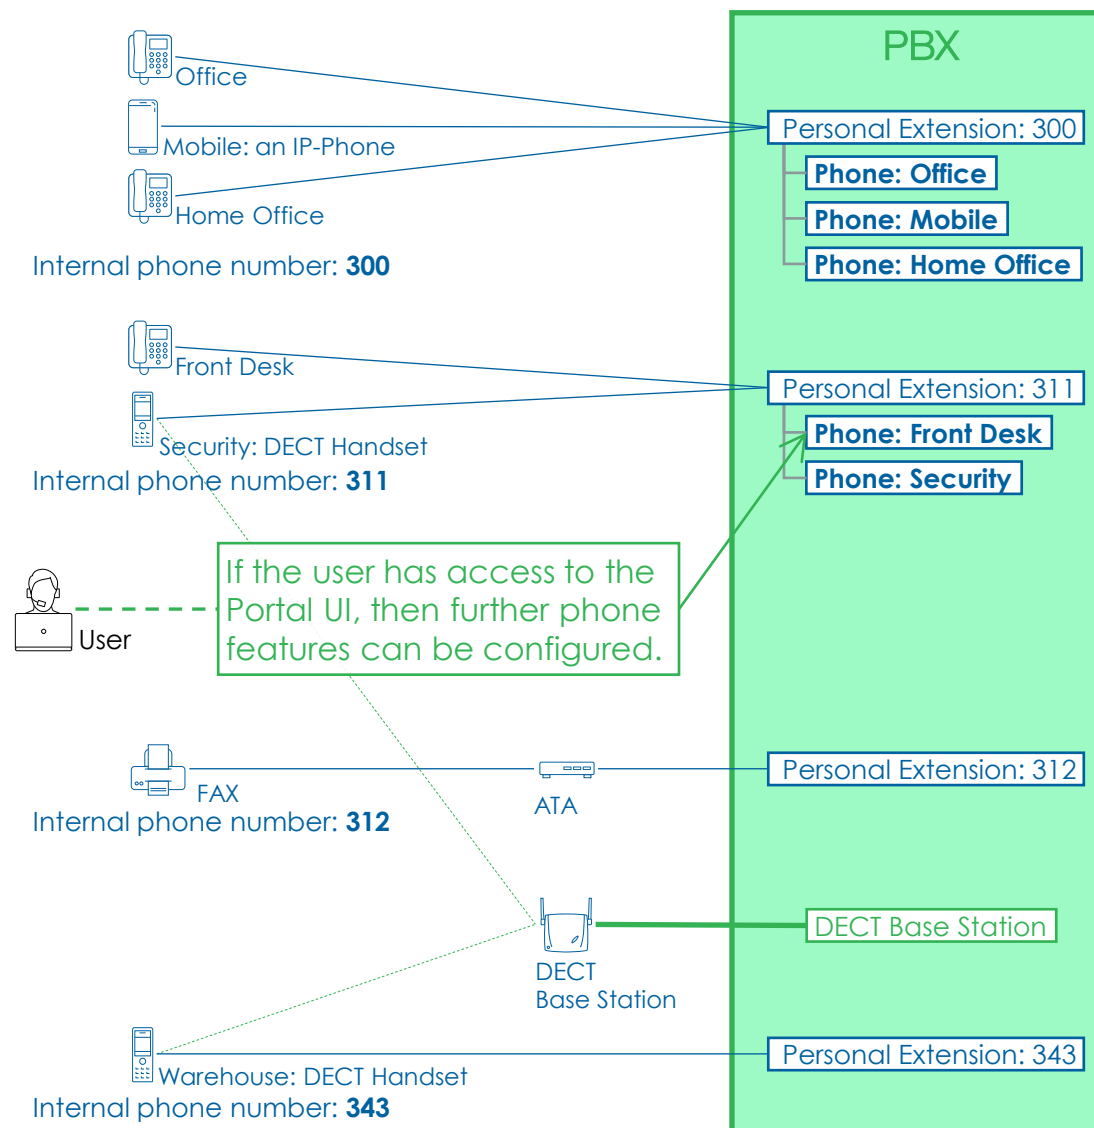 PBX
Office
Mobile: an IP-Phone
Home Office
Internal phone number: 300
Personal Extension: 300
Phone: Office
Phone: Mobile
Phone: Home Office
Front Desk
Security: DECT Handset
Internal phone number: 311
Personal Extension: 311
Phone: Front Desk
Phone: Security
If the user has access to the
Portal UI, then further phone
features can be configured.
User
FAX
Internal phone number: 312
ATA
Personal Extension: 312
DECT
Base Station
DECT Base Station
Warehouse: DECT Handset
Internal phone number: 343
Personal Extension: 343